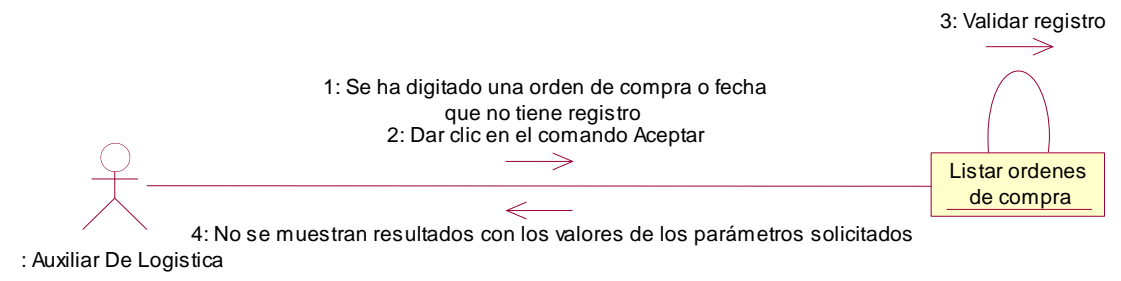 3: Validar registro
1: Se ha digitado una orden de compra o fecha
que no tiene registro
2: Dar clic en el comando Aceptar
Listar ordenes
de compra
4: No se muestran resultados con los valores de los parámetros solicitados
: Auxiliar De Logistica